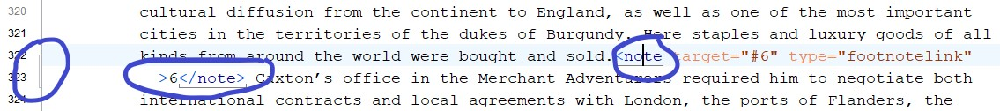 320 cultural diffusion from the continent to England, as well as one of the most important
321 cities in the territories of the dukes of Burgundy. Here staples and luxury goods of all
322 kinds from around the world were bought and sold.<note target="#6" type="footnotelink"
323 >6</note> Caxton’s office in the Merchant Adventurers required him to negotiate both
324 international contracts and local agreements with London, the ports of Flanders, the